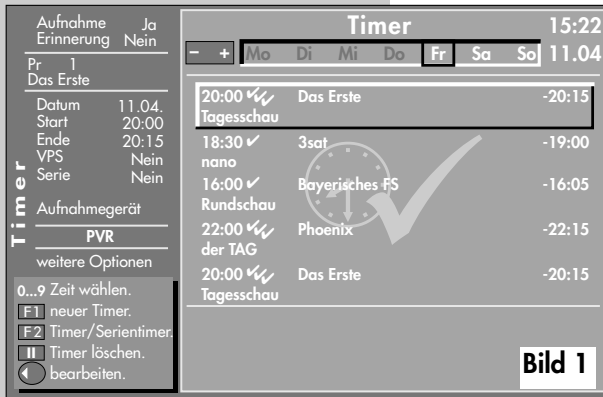 Aufnahme Ja
Erinnerung Nein
Pr 1
Das Erste
Datum 11.04.
Start 20:00
Ende 20:15
VPS Nein
Serie Nein
Aufnahmegerät
PVR
weitere Optionen
Timer
0...9 Zeit wählen.
F1 neuer Timer.
F2 Timer/Serientimer.
Timer löschen.
bearbeiten.
Timer 15:22
- + Mo Di Mi Do Fr Sa So 11.04
20:00 Das Erste -20:15
Tagesschau
18:30 3sat -19:00
nano
16:00 Bayerisches FS -16:05
Rundschau
22:00 Phoenix -22:15
der TAG
20:00 Das Erste -20:15
Tagesschau
Bild 1